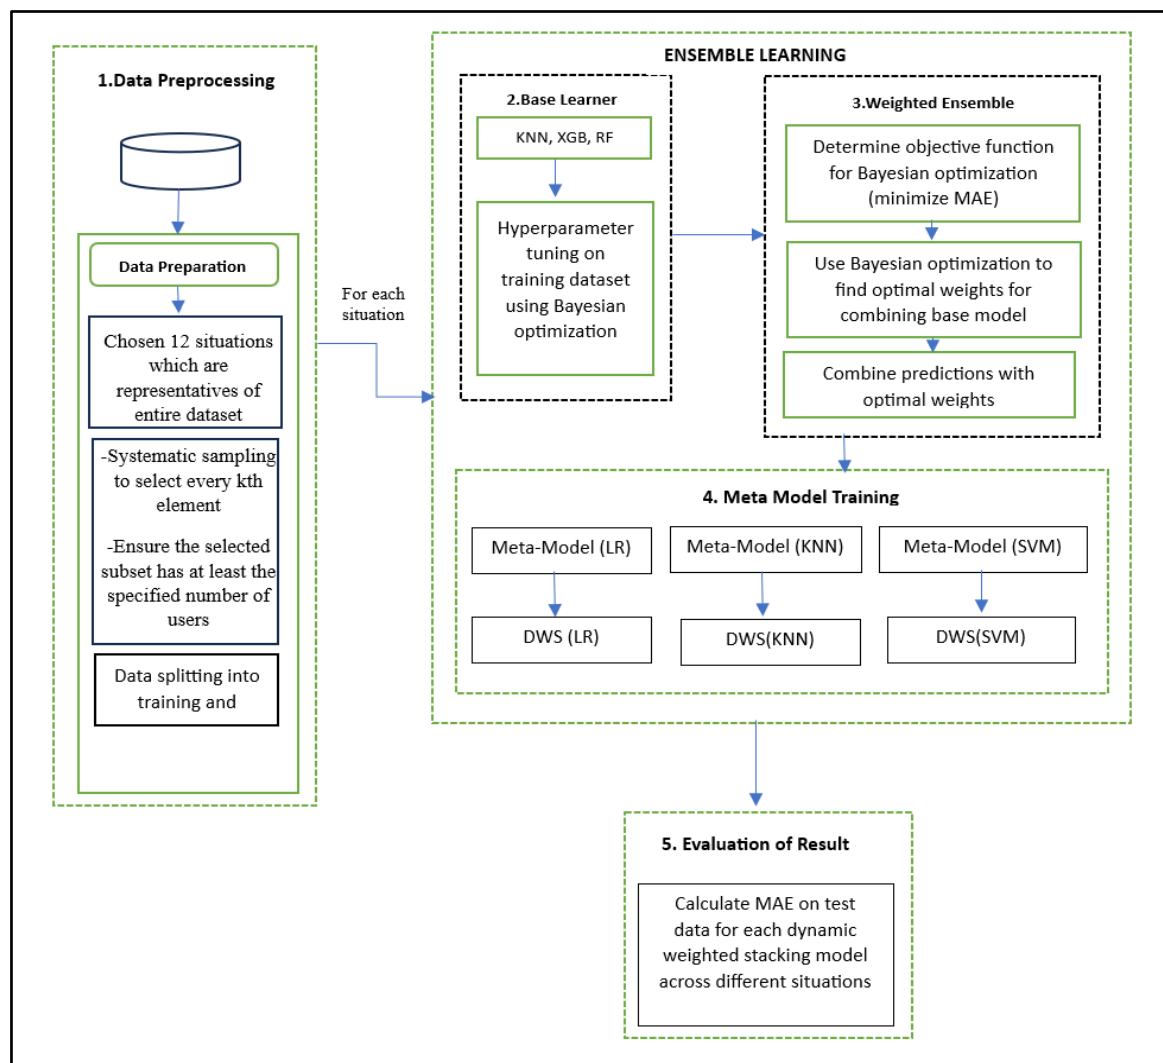 1.Data Preprocessing
Data Preparation
Chosen 12 situations
which are
representatives of
entire dataset
-Systematic sampling
to select every kth
element
-Ensure the selected
subset has at least the
specified number of
users
Data splitting into
training and
For each
situation
ENSEMBLE LEARNING
2.Base Learner
KNN, XGB, RF
Hyperparameter
tuning on
training dataset
using Bayesian
optimization
3.Weighted Ensemble
Determine objective function
for Bayesian optimization
(minimize MAE)
Use Bayesian optimization to
find optimal weights for
combining base model
Combine predictions with
optimal weights
4. Meta Model Training
Meta-Model (LR)
Meta-Model (KNN)
Meta-Model (SVM)
DWS (LR)
DWS(KNN)
DWS(SVM)
5. Evaluation of Result
Calculate MAE on test
data for each dynamic
weighted stacking model
across different situations